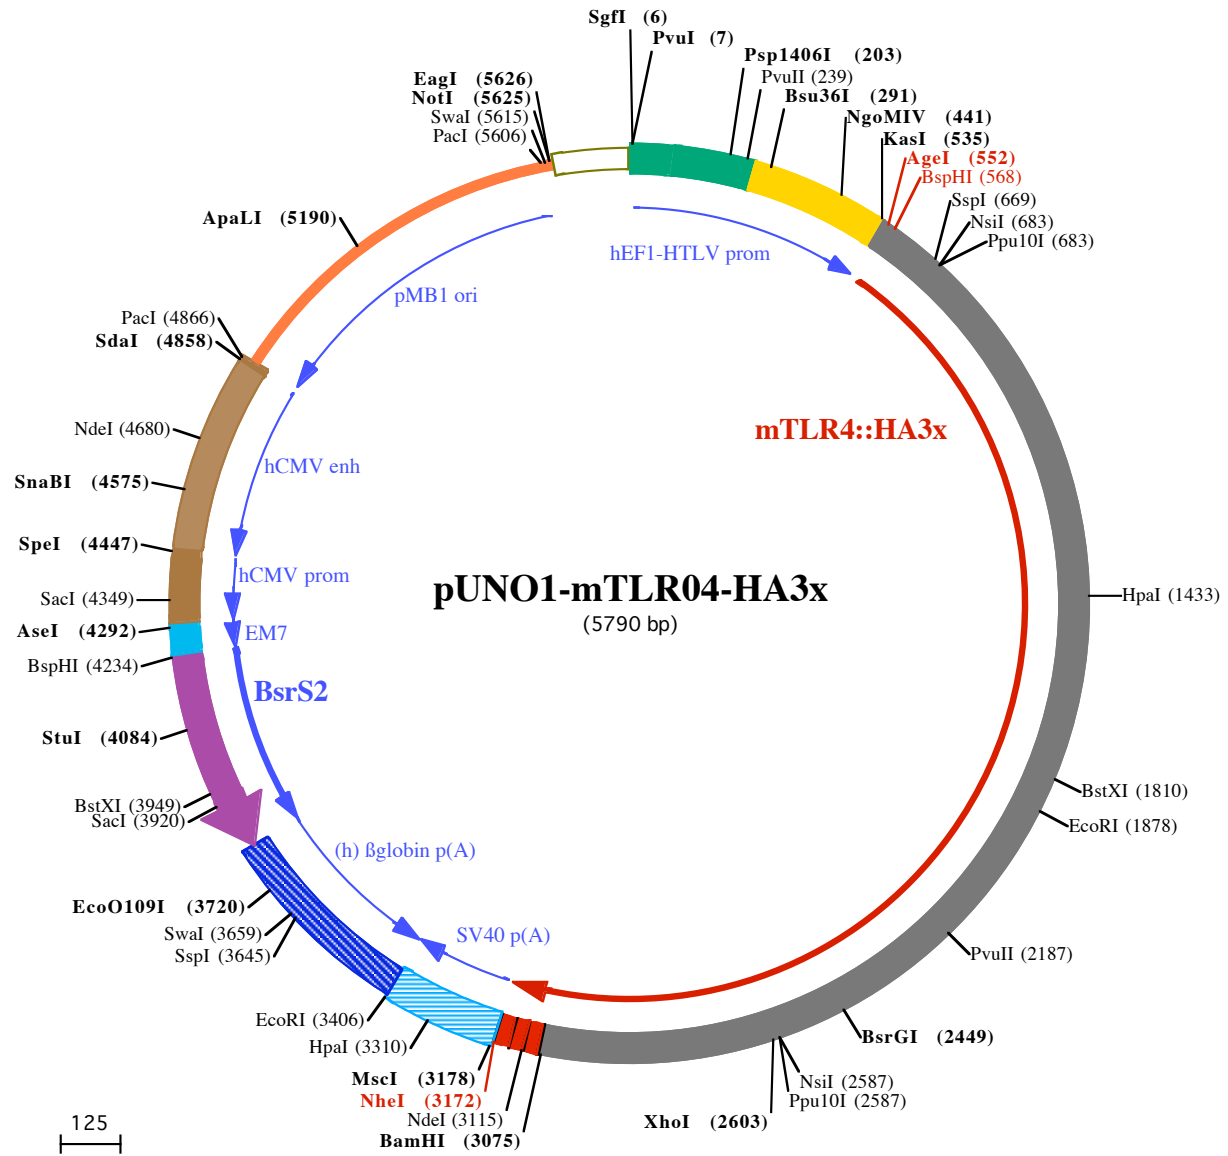 SgfI (6)
PvuI (7)
Psp1406I (203)
PvuII (239)
Bsu36I (291)
NgoMIV (441)
KasI (535)
AgeI (552)
BspHI (568)
SspI (669)
NsiI (683)
Ppu10I (683)
EagI (5626)
NotI (5625)
SwaI (5615)
PacI (5606)
ApaLI (5190)
hEF1-HTLV prom
pMB1 ori
PacI (4866)
SdaI (4858)
NdeI (4680)
mTLR4::HA3x
hCMV enh
SnaBI (4575)
SpeI (4447)
hCMV prom
pUNO1-mTLR04-HA3x
(5790 bp)
HpaI (1433)
SacI (4349)
AseI (4292)
EM7
BspHI (4234)
BsrS2
StuI (4084)
BstXI (3949)
SacI (3920)
BstXI (1810)
EcoRI (1878)
(h) ßglobin p(A)
EcoO109I (3720)
SwaI (3659)
SspI (3645)
SV40 p(A)
PvuII (2187)
EcoRI (3406)
HpaI (3310)
BsrGI (2449)
MscI (3178)
NheI (3172)
NdeI (3115)
BamHI (3075)
NsiI (2587)
Ppu10I (2587)
XhoI (2603)
125